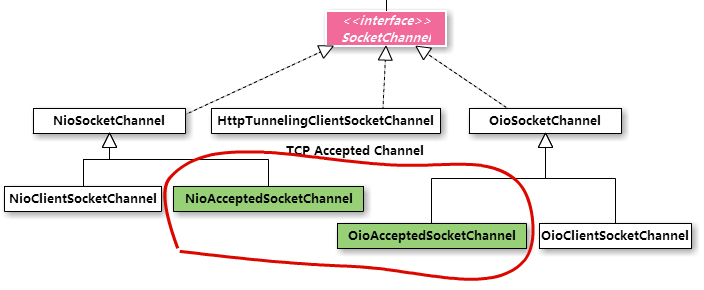 <<interface>>
SocketChannel
NioSocketChannel
HttpTunnelingClientSocketChannel
OioSocketChannel
TCP Accepted Channel
NioClientSocketChannel
NioAcceptedSocketChannel
OioAcceptedSocketChannel
OioClientSocketChannel